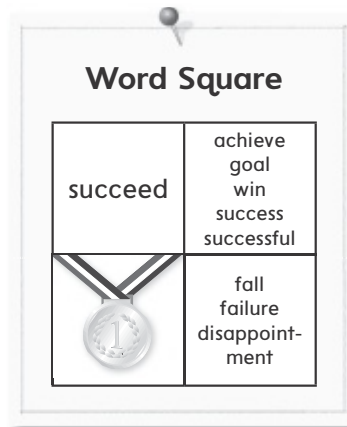 Word Square
succeed
achieve
goal
win
success
successful
1
fall
failure
disappoint-
ment